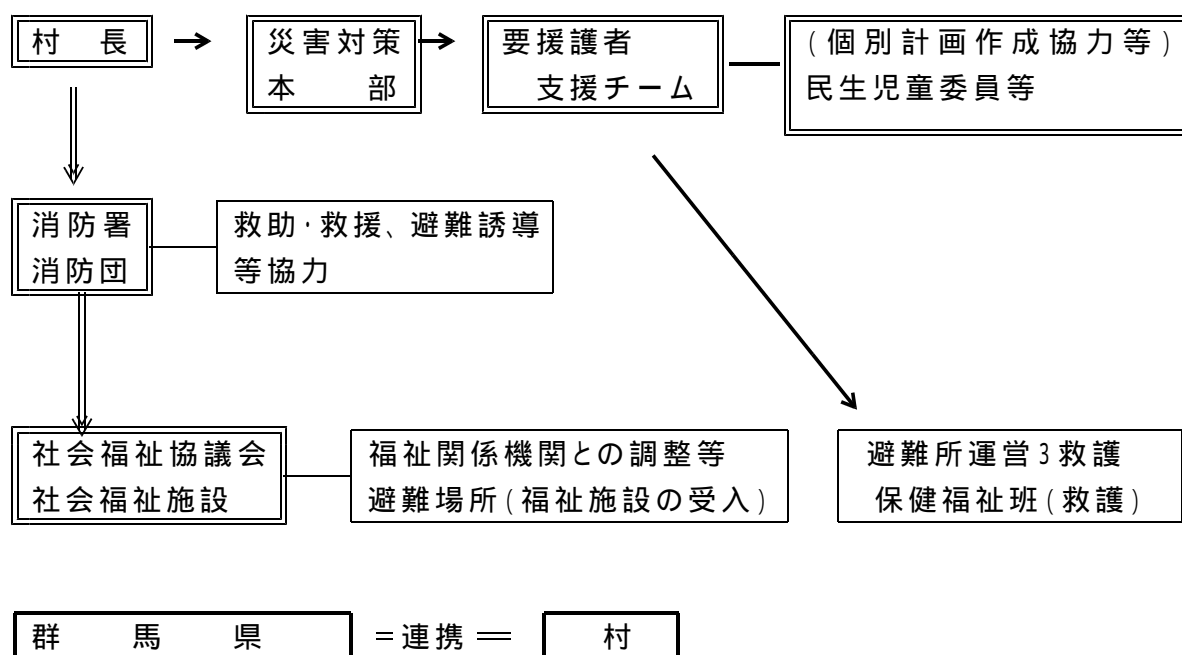 村　長
災害対策
本　部
要援護者
支援チーム
(個別計画作成協力等)
民生児童委員等
消防署
消防団
救助・救援、避難誘導
等協力
社会福祉協議会
社会福祉施設
福祉関係機関との調整等
避難場所(福祉施設の受入)
避難所運営3救護
保健福祉班(救護)
群　馬　県　＝連携＝　村